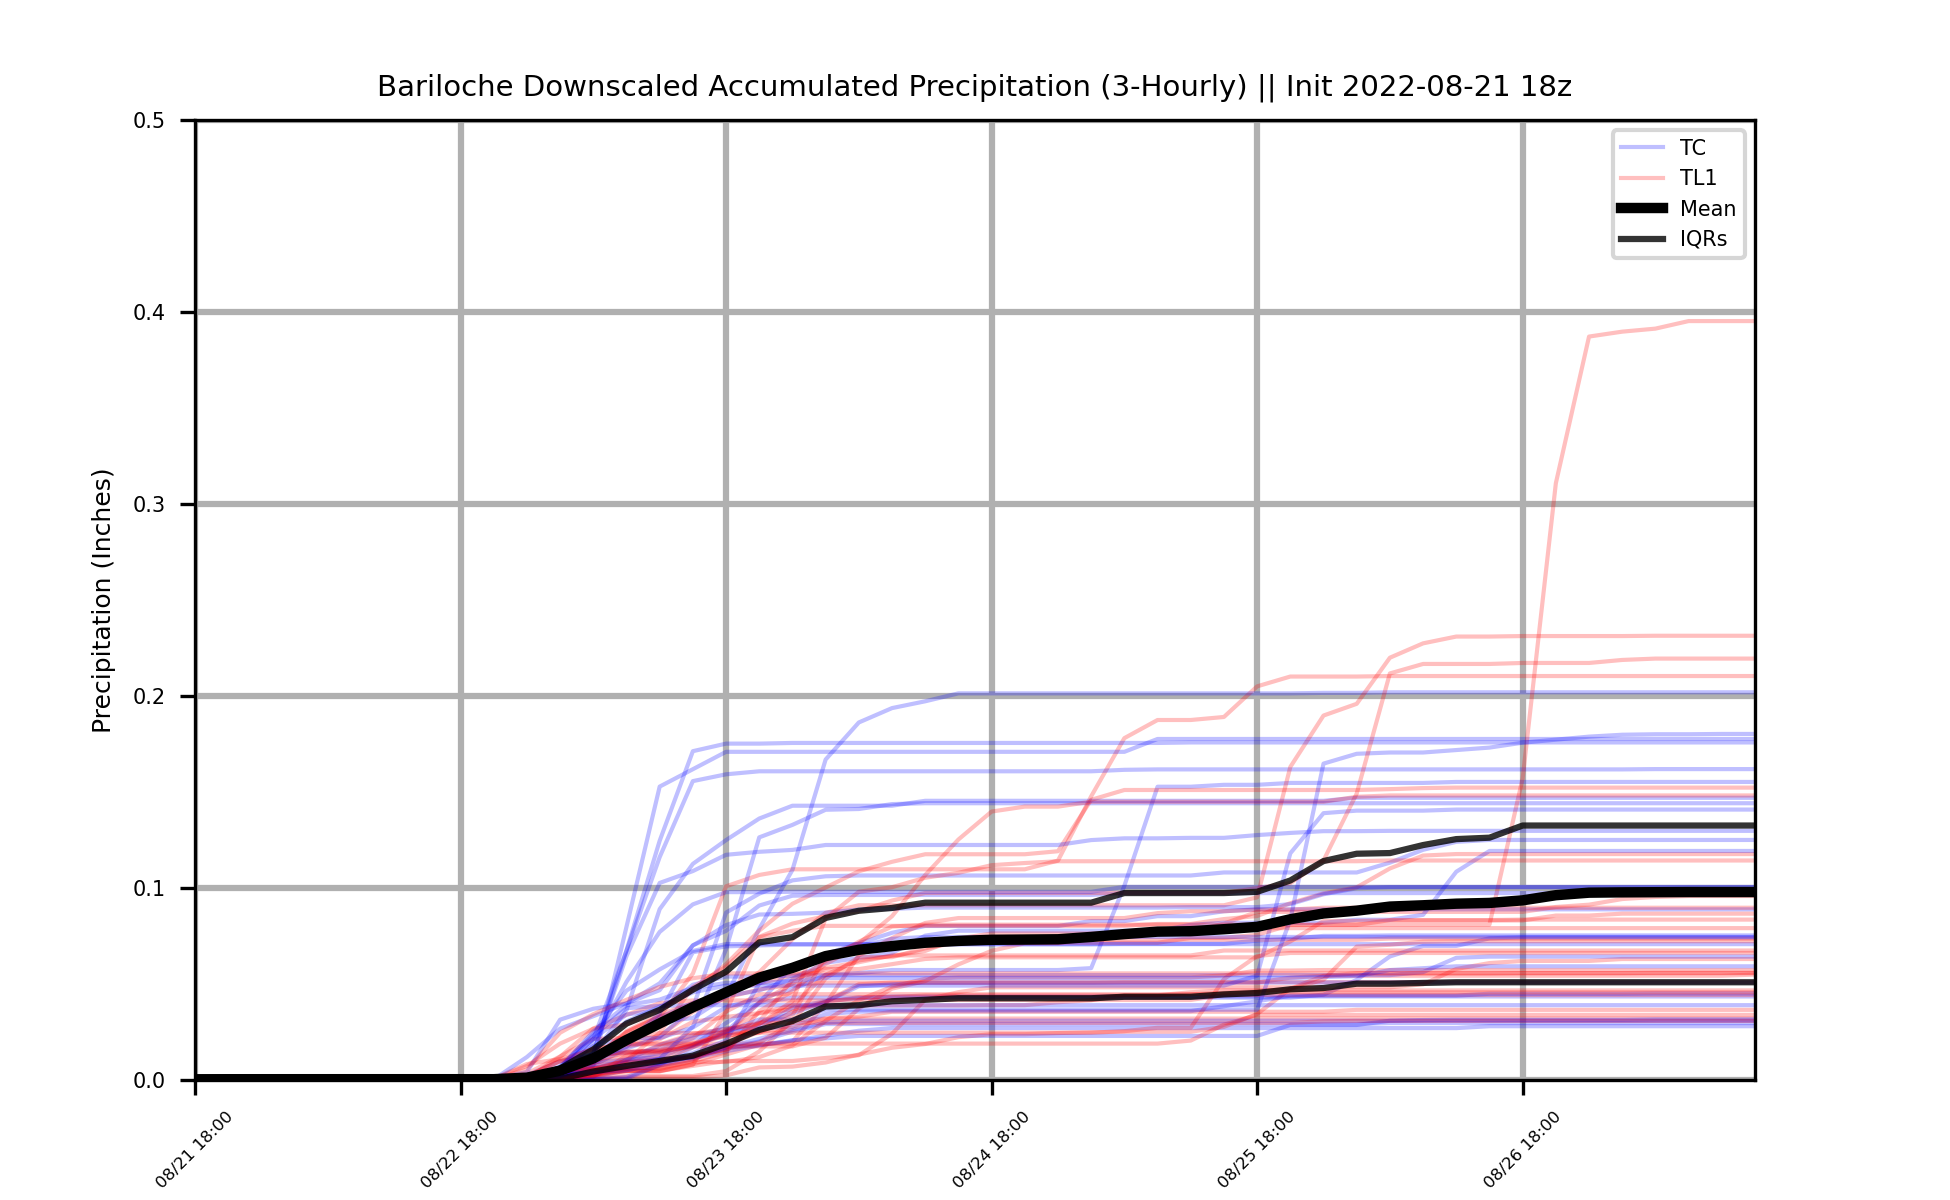 Bariloche Downscaled Accumulated Precipitation (3-Hourly) || Init 2022-08-21 18z
TC
TL1
Mean
IQRs
Precipitation (Inches)
0.5
0.4
0.3
0.2
0.1
0.0
08/21 18:00
08/22 18:00
08/23 18:00
08/24 18:00
08/25 18:00
08/26 18:00